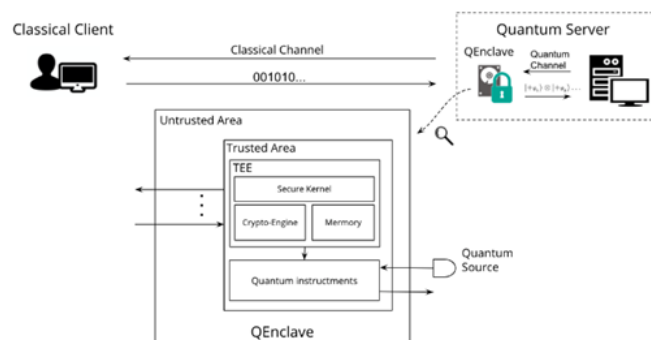 Classical Client
Quantum Server
Classical Channel
001010...
QEnclave
Quantum
Channel
Untrusted Area
Trusted Area
TEE
Secure Kernel
Crypto-Engine
Mermory
Quantum instructments
Quantum
Source
QEnclave